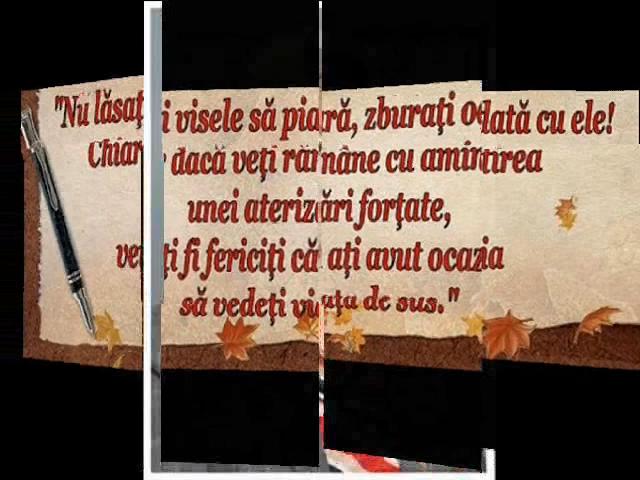 "Nu lăsați visele să piară, zburați odată cu ele!
Chiar dacă veți rămâne cu amintirea
unei aterizări forțate,
veți fi fericiți că ați avut ocazia
să vedeți viața de sus."